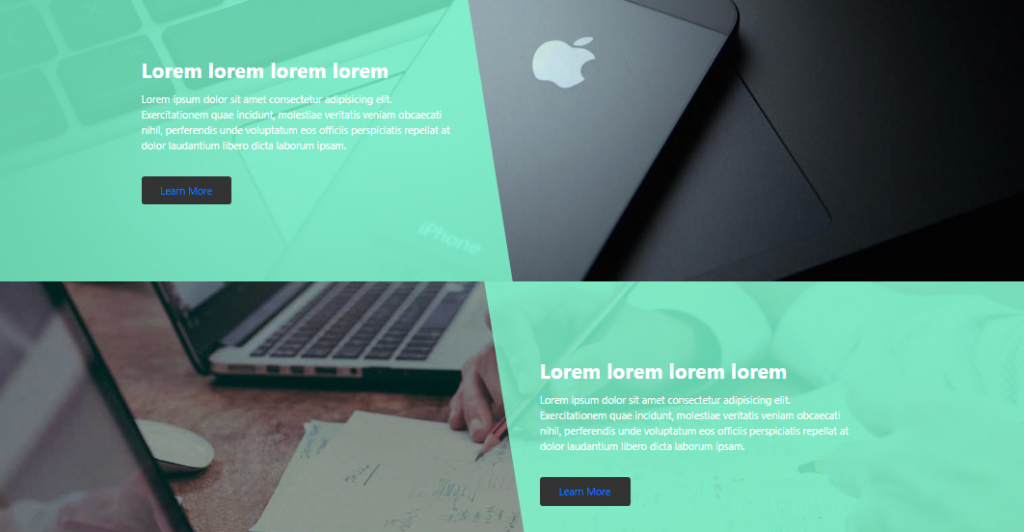 Lorem lorem lorem lorem
Lorem ipsum dolor sit amet consectetur adipisicing elit.
Exercitationem quae incidunt, molestiae veritatis veniam obcaecati
nihil, perferendis unde voluptatum eos officiis perspiciatis repellat at
dolor laudantium libero dicta laborum ipsam.
Learn More
iPhone
Lorem lorem lorem lorem
Lorem ipsum dolor sit amet consectetur adipisicing elit.
Exercitationem quae incidunt, molestiae veritatis veniam obcaecati
nihil, perferendis unde voluptatum eos officiis perspiciatis repellat at
dolor laudantium libero dicta laborum ipsam.
Learn More